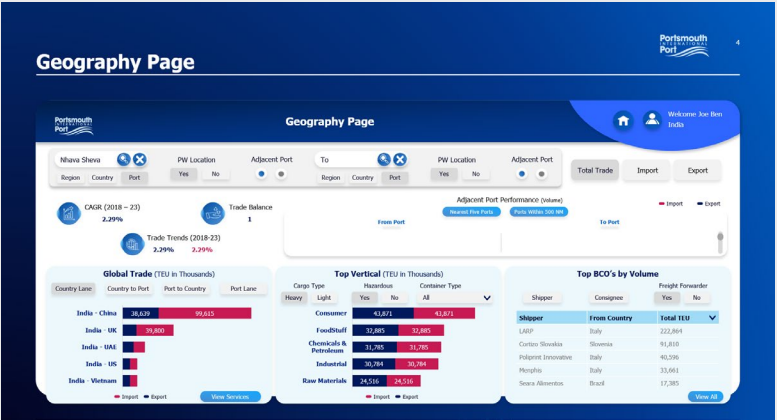 Portsmouth
INTERNATIONAL
Port
4
Geography Page
Portsmouth
INTERNATIONAL
Port
Geography Page
Welcome Joe Ben
India
Nhava Sheva
PW Location
Adjacent Port
To
PW Location
Adjacent Port
Region Country Port
Yes No
Region Country Port
Yes No
Total Trade Import Export
CAGR (2018 – 23)
2.29%
Trade Balance
1
Trade Trends (2018-23)
2.29% 2.29%
Adjacent Port Performance (Volume)
Import Export
Nearest Five Ports Ports Within 500 NM
From Port To Port
Global Trade (TEU in Thousands)
Country Lane Country to Port Port to Country Port Lane
India - China 38,639 99,615
India - UK 39,800
India - UAE
India - US
India - Vietnam
Import Export
View Services
Top Vertical (TEU in Thousands)
Cargo Type Hazardous Container Type
Heavy Light Yes No All
Consumer 43,871 43,871
FoodStuff 32,885 32,885
Chemicals &
Petroleum 31,785 31,785
Industrial 30,784 30,784
Raw Materials 24,516 24,516
Import Export
Top BCO's by Volume
Freight Forwarder
Shipper Consignee Yes No
Shipper From Country Total TEU
LARP Italy 222,864
Cortizo Slovakia Slovenia 91,810
Poliprint Innovative Italy 40,596
Menphis Italy 33,661
Seara Alimentos Brazil 17,385
View All